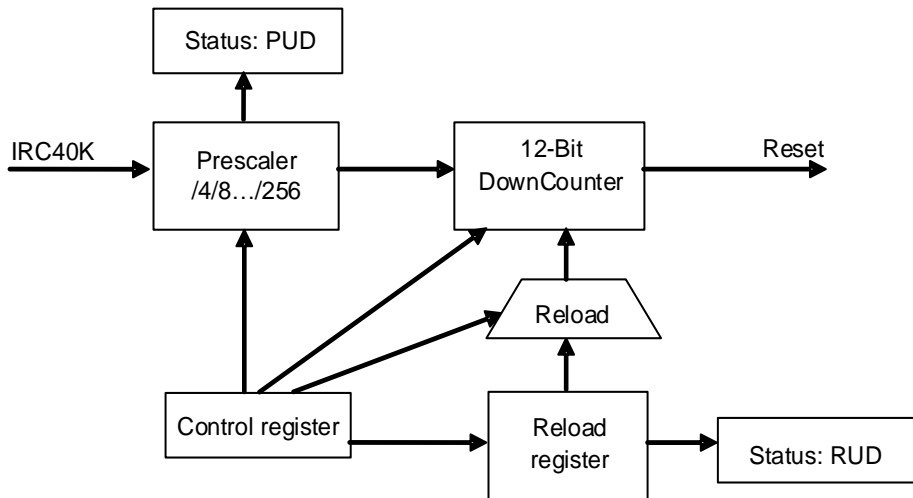 Status: PUD
IRC40K
Prescaler
/4/8.../256
12-Bit
DownCounter
Reset
Reload
Control register
Reload
register
Status: RUD